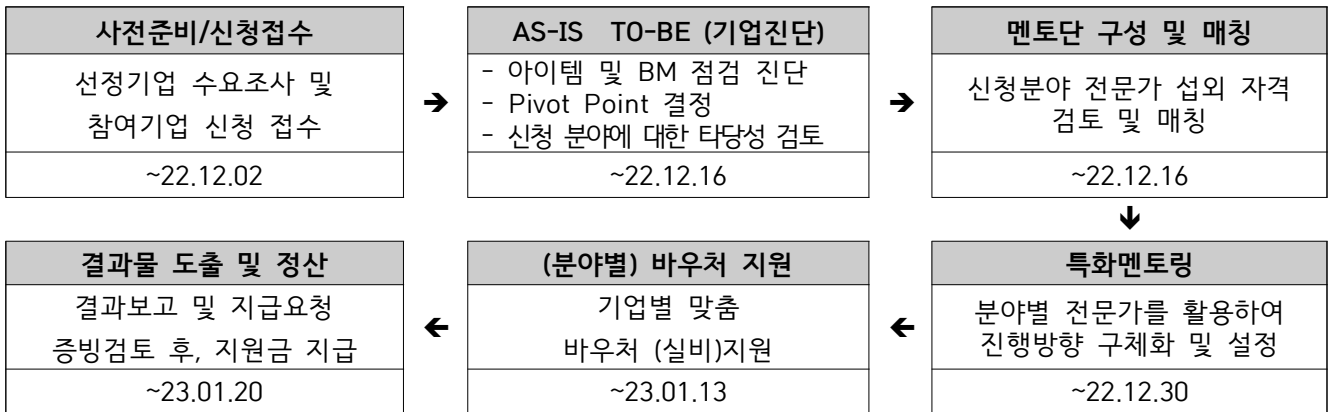 사전준비/신청접수
선정기업 수요조사 및
참여기업 신청 접수
~22.12.02
➔
AS-IS TO-BE (기업진단)
- 아이템 및 BM 점검 진단
- Pivot Point 결정
- 신청 분야에 대한 타당성 검토
~22.12.16
➔
멘토단 구성 및 매칭
신청분야 전문가 섭외 자격
검토 및 매칭
~22.12.16
🡻
특화멘토링
분야별 전문가를 활용하여
진행방향 구체화 및 설정
~22.12.30
🡸
(분야별) 바우처 지원
기업별 맞춤
바우처 (실비)지원
~23.01.13
🡸
결과물 도출 및 정산
결과보고 및 지급요청
증빙검토 후, 지원금 지급
~23.01.20